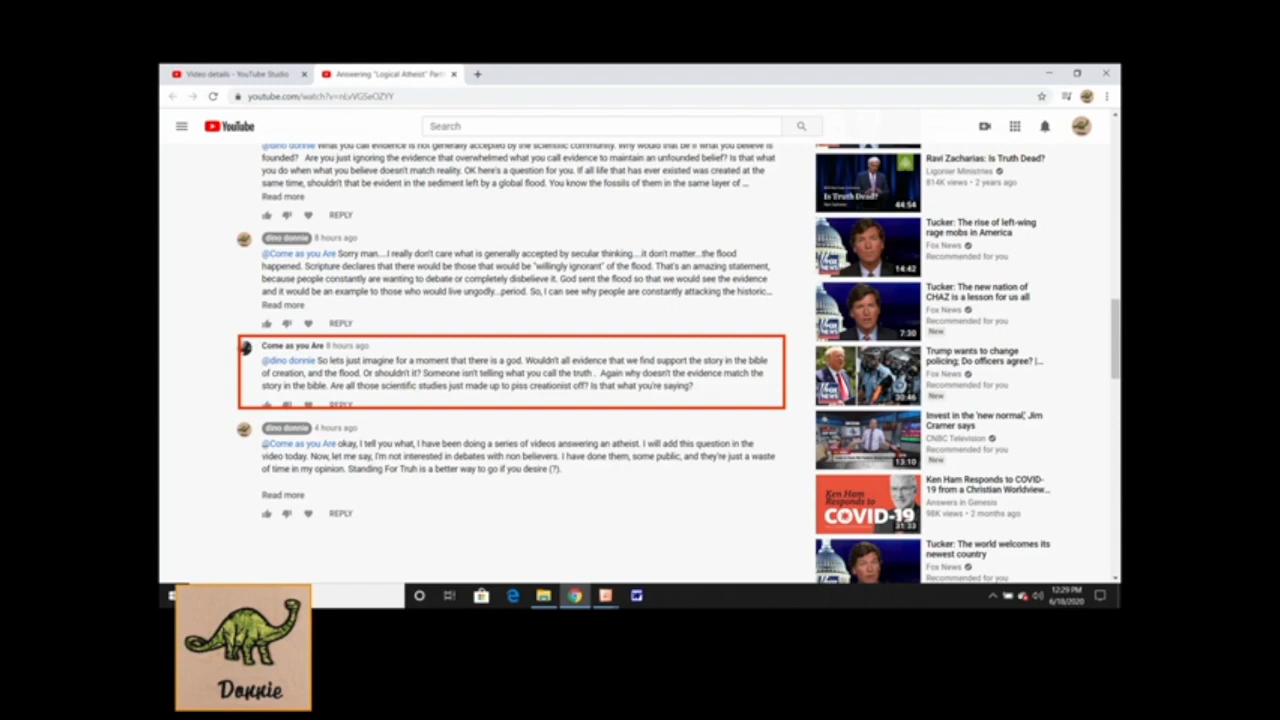 Video details - YouTube Studio
Answering "Logical Atheist" Part
youtube.com/watch?v=nLvVGSeOZYY
YouTube
Search
@dino donnie What you call evidence is not generally accepted by the scientific community. Why would that be if what you believe is
founded? Are you just ignoring the evidence that overwhelmed what you call evidence to maintain an unfounded belief? Is that what
you do when what you believe doesn't match reality. OK here's a question for you. If all life that has ever existed was created at the
same time, shouldn't that be evident in the sediment left by a global flood. You know the fossils of them in the same layer of ...
Read more
REPLY
dino donnie 8 hours ago
@Come as you Are Sorry man....I really don't care what is generally accepted by secular thinking....it don't matter...the flood
happened. Scripture declares that there would be those that would be "willingly ignorant" of the flood. That's an amazing statement,
because people constantly are wanting to debate or completely disbelieve it. God sent the flood so that we would see the evidence
and it would be an example to those who would live ungodly...period. So, I can see why people are constantly attacking the historic...
Read more
REPLY
Come as you Are 8 hours ago
@dino donnie So lets just imagine for a moment that there is a god. Wouldn't all evidence that we find support the story in the bible
of creation, and the flood. Or shouldn't it? Someone isn't telling what you call the truth . Again why doesn't the evidence match the
story in the bible. Are all those scientific studies just made up to piss creationist off? Is that what you're saying?
REPLY
dino donnie 4 hours ago
@Come as you Are okay, I tell you what, I have been doing a series of videos answering an atheist. I will add this question in the
video today. Now, let me say, I'm not interested in debates with non believers. I have done them, some public, and they're just a waste
of time in my opinion. Standing For Truh is a better way to go if you desire (?).
Read more
REPLY
Is Truth Dead?
44:54
Ravi Zacharias: Is Truth Dead?
Ligonier Ministries
814K views • 2 years ago
FOX NEWS
14:42
Tucker: The rise of left-wing
rage mobs in America
Fox News
Recommended for you
FOX NEWS
7:30
Tucker: The new nation of
CHAZ is a lesson for us all
Fox News
Recommended for you
New
30:46
Trump wants to change
policing; Do officers agree? |...
Fox News
Recommended for you
New
13:10
Invest in the 'new normal,' Jim
Cramer says
CNBC Television
Recommended for you
New
Ken Ham
Responds to
COVID-19
31:33
Ken Ham Responds to COVID-
19 from a Christian Worldview...
Answers in Genesis
98K views • 2 months ago
Tucker: The world welcomes its
newest country
Fox News
Recommended for you
12:29 PM
6/18/2020
Donnie